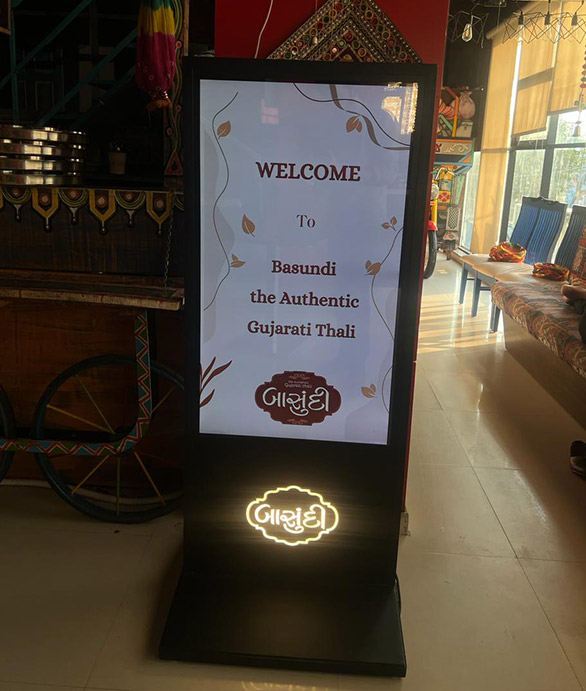 WELCOME
To
Basundi
the Authentic
Gujarati Thali
બાસુંદી
બાસુંદી